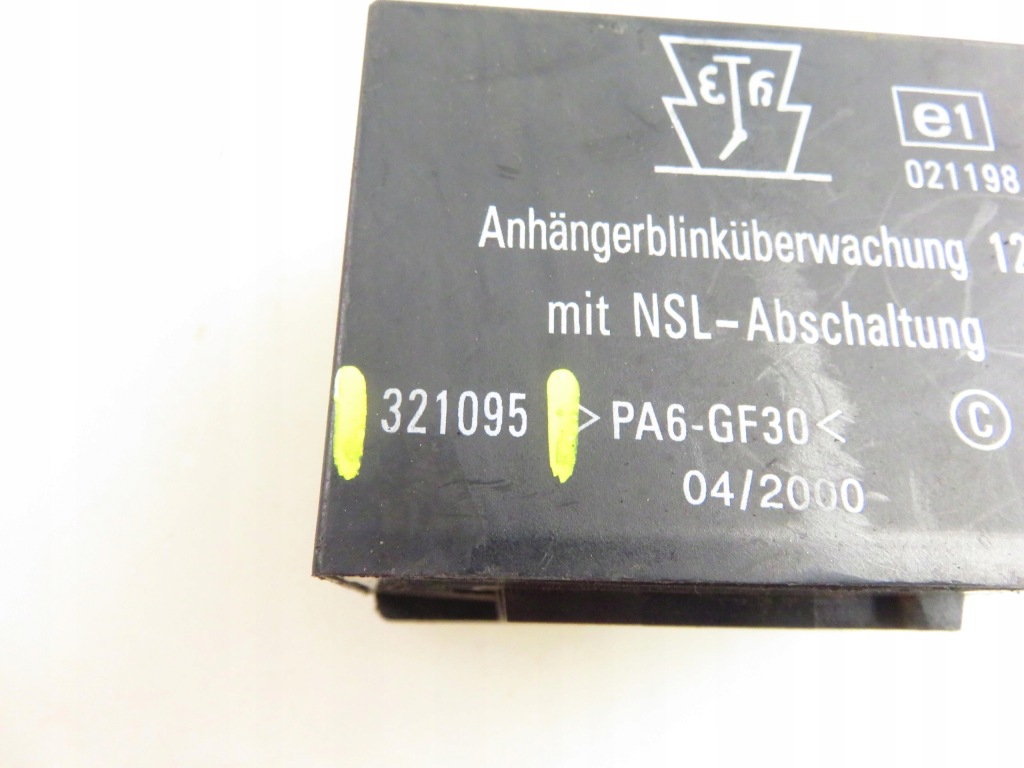 e1
021198
Anhängerblinküberwachung 12
mit NSL-Abschaltung
321095 >PA6-GF30< ©
04/2000